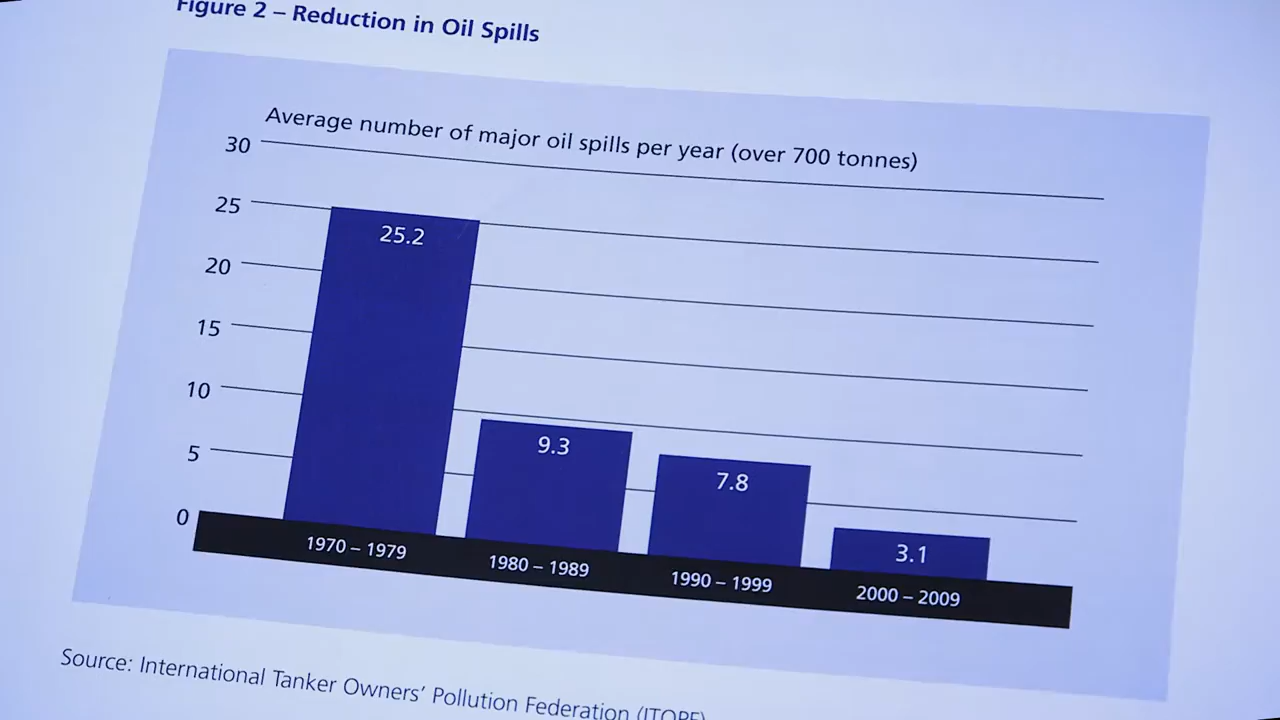 Figure 2 – Reduction in Oil Spills
Average number of major oil spills per year (over 700 tonnes)
30
25
20
15
10
5
0
25.2
9.3
7.8
3.1
1970 – 1979
1980 – 1989
1990 – 1999
2000 – 2009
Source: International Tanker Owners’ Pollution Federation (ITOPF)